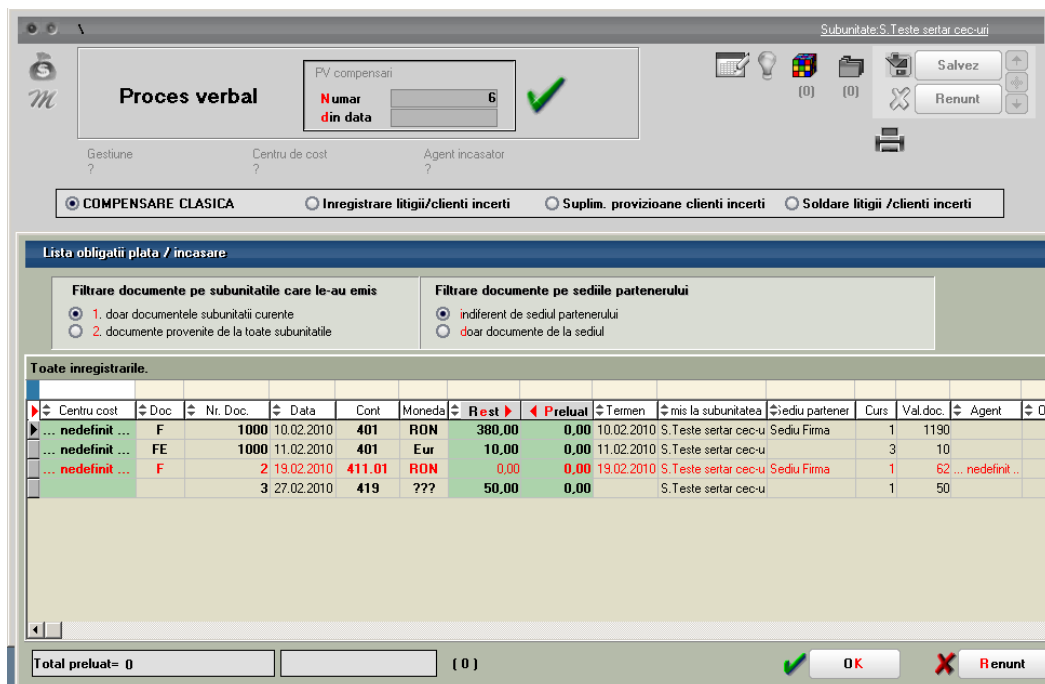 Subunitate:S.Teste sertar cec-uri
PV compensari
Proces verbal
Numar 6
din data
(0) (0)
Salvez
Renunt
Gestiune Centru de cost Agent incasator
? ? ?
COMPENSARE CLASICA Inregistrare litigii/clienti incerti Suplim. provizioane clienti incerti Soldare litigii /clienti incerti
Lista obligatii plata / incasare
Filtrare documente pe subunitatile care le-au emis Filtrare documente pe sediile partenerului
1. doar documentele subunitatii curente indiferent de sediul partenerului
2. documente provenite de la toate subunitatile doar documente de la sediul
Toate inregistrarile.
Centru cost Doc Nr. Doc. Data Cont Moneda Rest Preluat Termen mis la subunitatea ediu partener Curs Val.doc. Agent
... nedefinit ... F 1000 10.02.2010 401 RON 380,00 0,00 10.02.2010 S.Teste sertar cec-u Sediu Firma 1 1190
... nedefinit ... FE 1000 11.02.2010 401 Eur 10,00 0,00 11.02.2010 S.Teste sertar cec-u 3 10
... nedefinit ... F 2 19.02.2010 411.01 RON 0,00 0,00 19.02.2010 S.Teste sertar cec-u Sediu Firma 1 62 ... nedefinit ..
3 27.02.2010 419 ??? 50,00 0,00 S.Teste sertar cec-u 1 50
Total preluat= 0 ( 0 ) OK Renunt